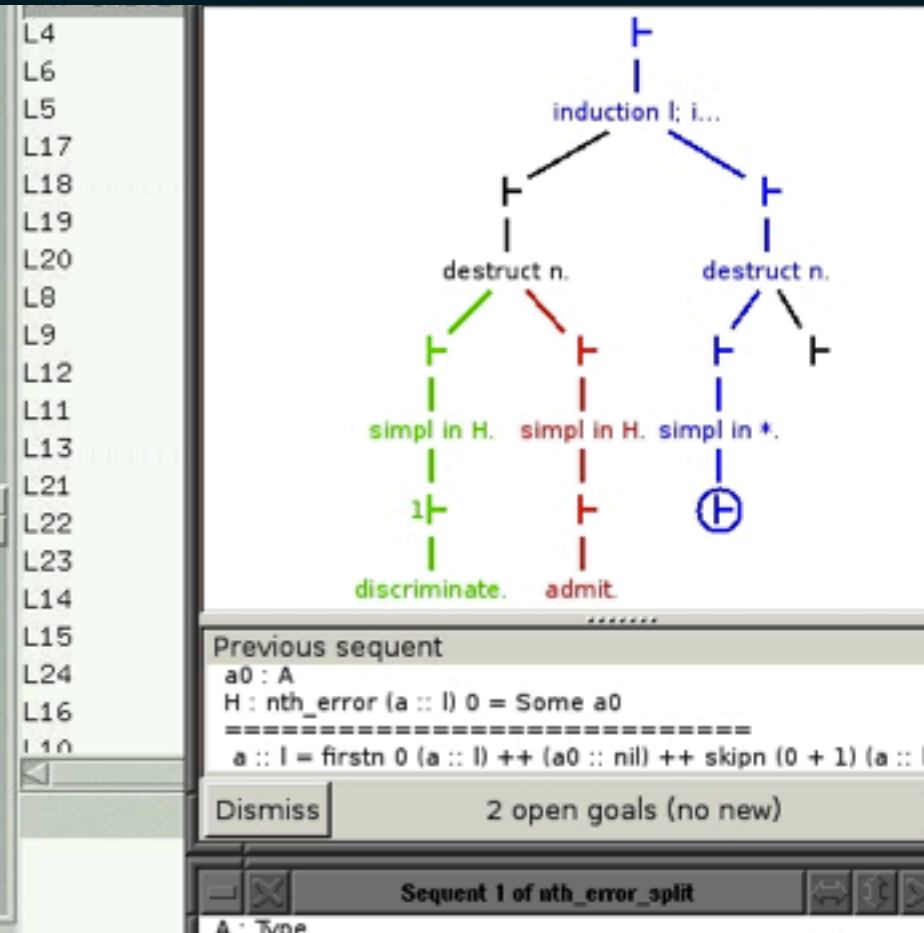 L4
L6
L5
L17
L18
L19
L20
L8
L9
L12
L11
L13
L21
L22
L23
L14
L15
L24
L16
L10
⊢
induction l; i...
⊢ ⊢
destruct n. destruct n.
⊢ ⊢ ⊢ ⊢
simpl in H. simpl in H. simpl in *.
1⊢ ⊢ ⊢
discriminate. admit.
Previous sequent
a0 : A
H : nth_error (a :: l) 0 = Some a0
============================
a :: l = firstn 0 (a :: l) ++ (a0 :: nil) ++ skipn (0 + 1) (a ::
Dismiss 2 open goals (no new)
Sequent 1 of nth_error_split
A : Type